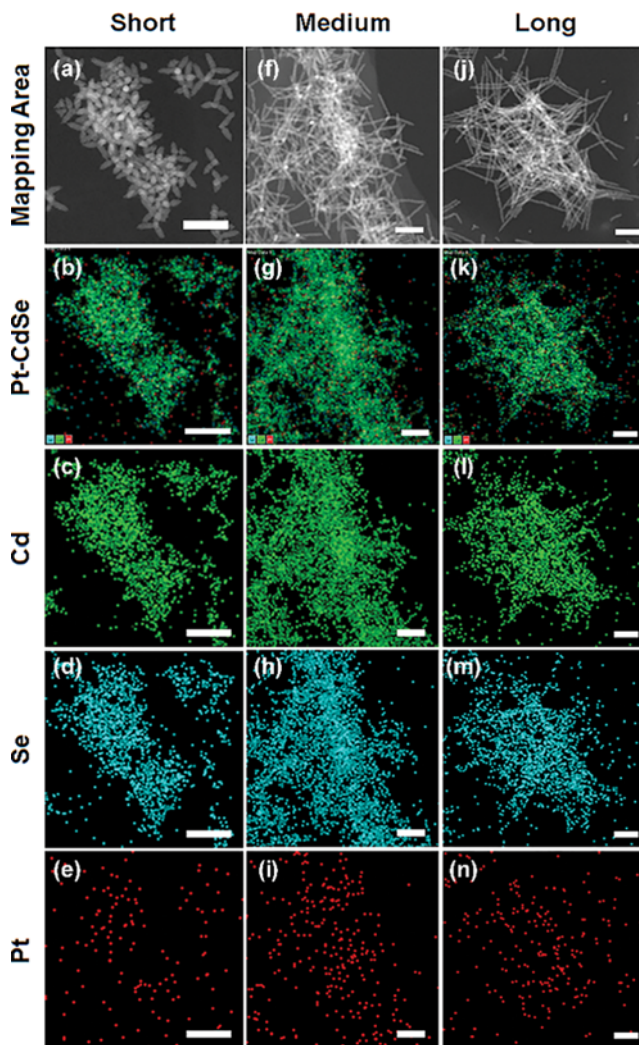 Short Medium Long
Mapping Area (a) (f) (j)
Pt-CdSe (b) (g) (k)
Cd (c) (l)
Se (d) (h) (m)
Pt (e) (i) (n)